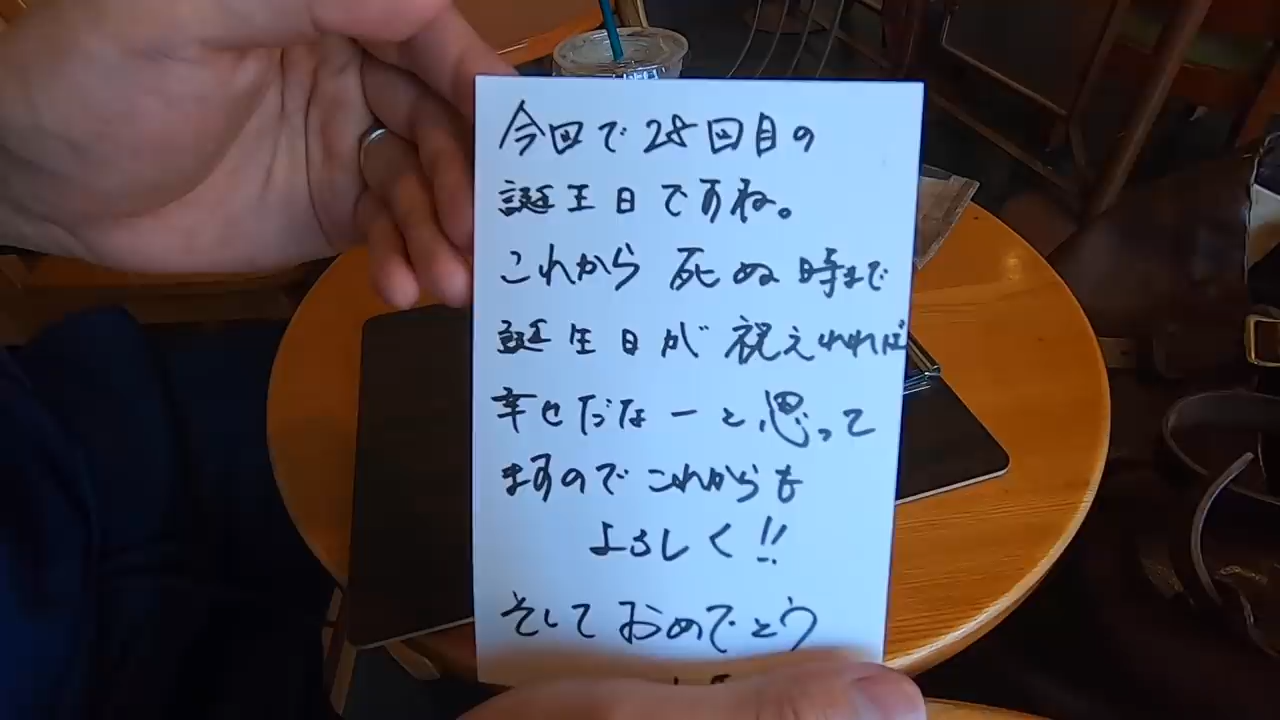 今回で28回目の
誕王日ですね。
これから死ぬ時まで
誕生日が祝えれれば
幸せだなーと思って
ますのでこれからも
よろしく!!
そしておめでとう